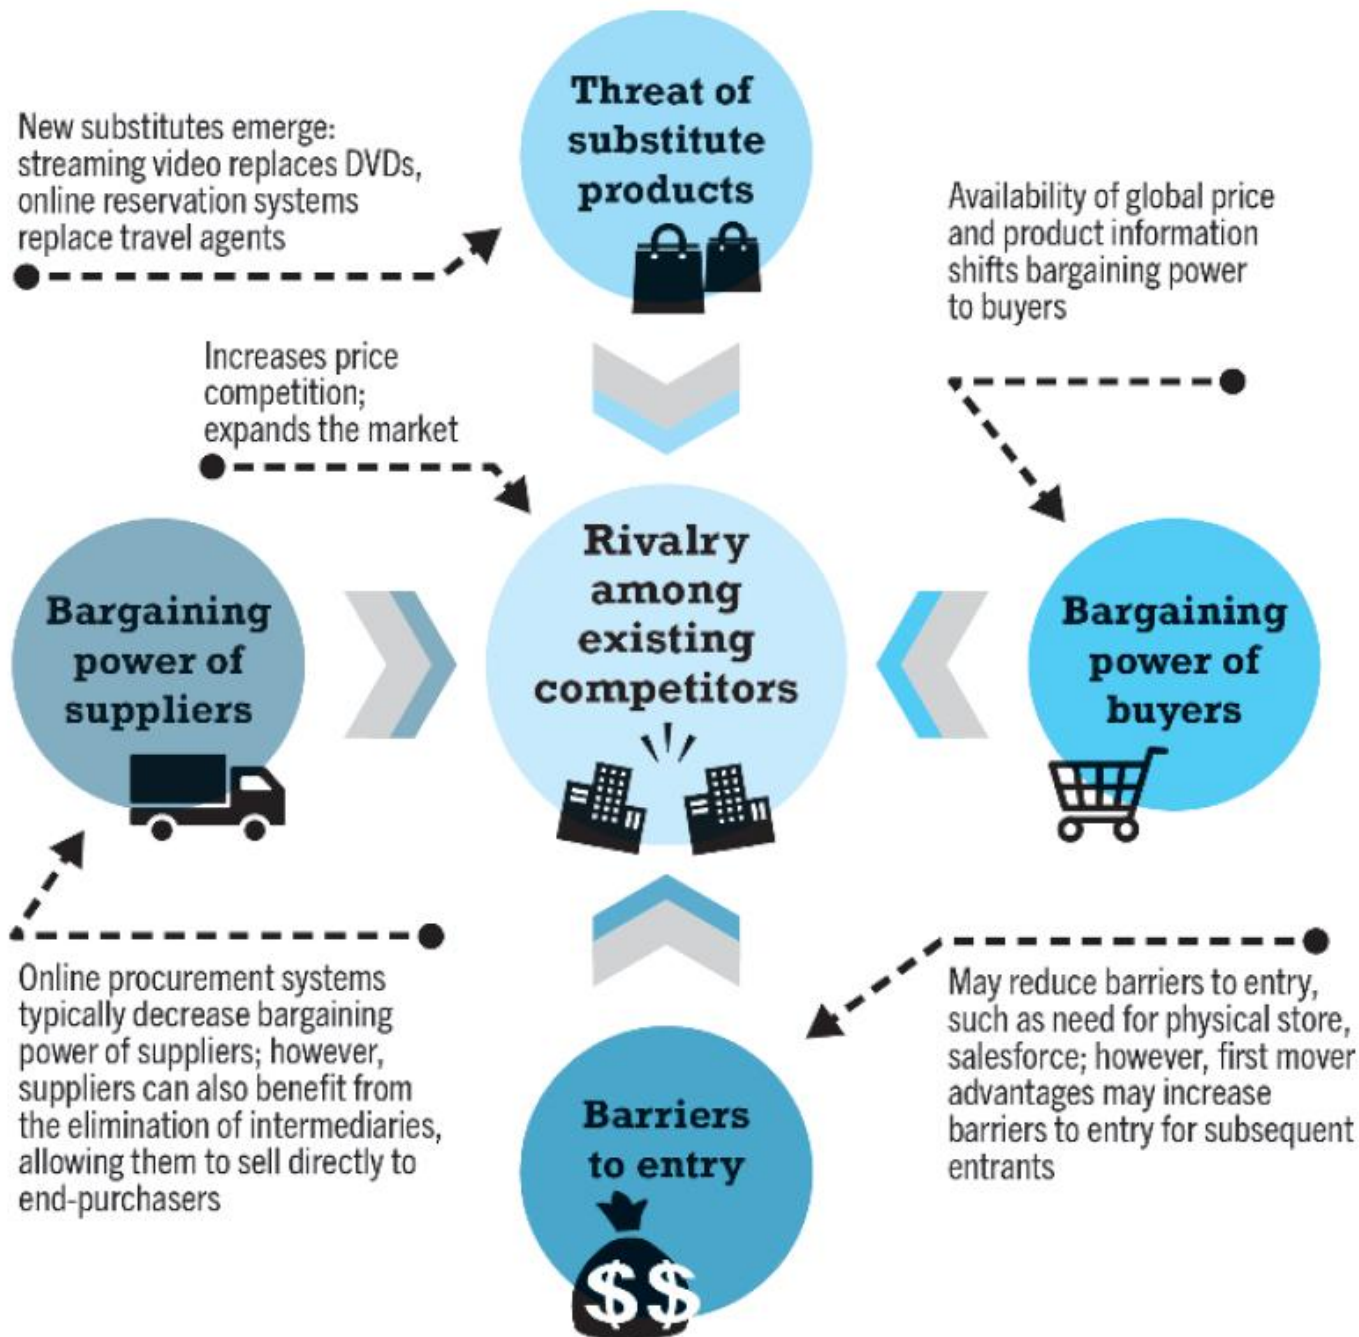 Threat of
substitute
products
New substitutes emerge:
streaming video replaces DVDs,
online reservation systems
replace travel agents
Availability of global price
and product information
shifts bargaining power
to buyers
Increases price
competition;
expands the market
Bargaining
power of
suppliers
Rivalry
among
existing
competitors
Bargaining
power of
buyers
Online procurement systems
typically decrease bargaining
power of suppliers; however,
suppliers can also benefit from
the elimination of intermediaries,
allowing them to sell directly to
end-purchasers
May reduce barriers to entry,
such as need for physical store,
salesforce; however, first mover
advantages may increase
barriers to entry for subsequent
entrants
Barriers
to entry
$$